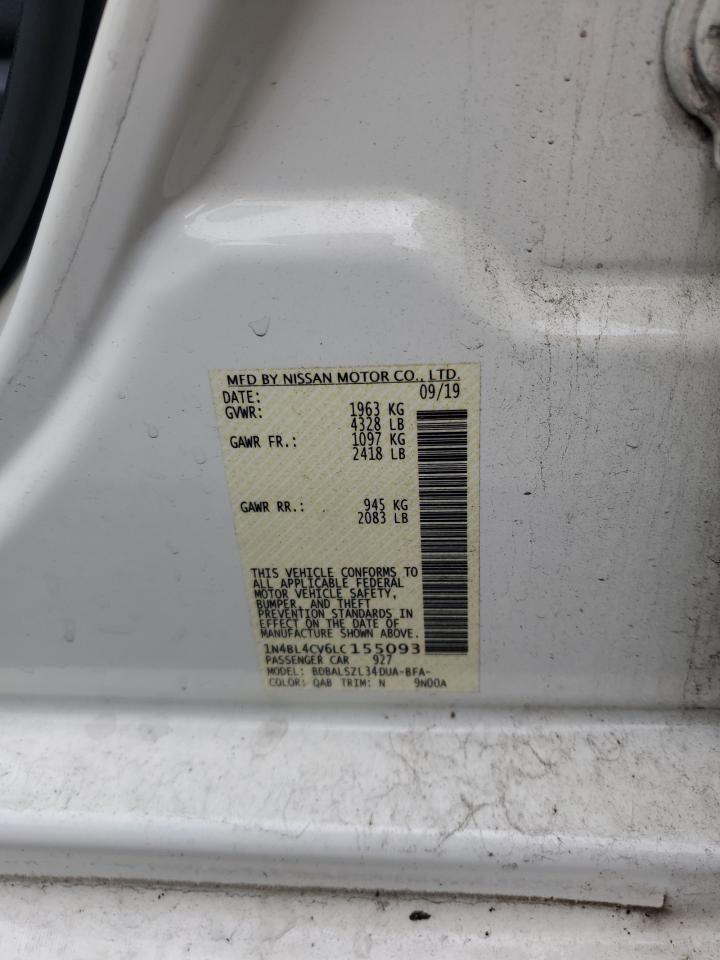 MFD BY NISSAN MOTOR CO., LTD.
DATE: 09/19
GVWR: 1963 KG
4328 LB
GAWR FR.: 1097 KG
2418 LB
GAWR RR.: 945 KG
2083 LB
THIS VEHICLE CONFORMS TO
ALL APPLICABLE FEDERAL
MOTOR VEHICLE SAFETY,
BUMPER, AND THEFT
PREVENTION STANDARDS IN
EFFECT ON THE DATE OF
MANUFACTURE SHOWN ABOVE.
1N4BL4CV6LC155093
PASSENGER CAR 927
MODEL: BDBALSZL34DUA-BFA-
COLOR: QAB TRIM: N 9N00A